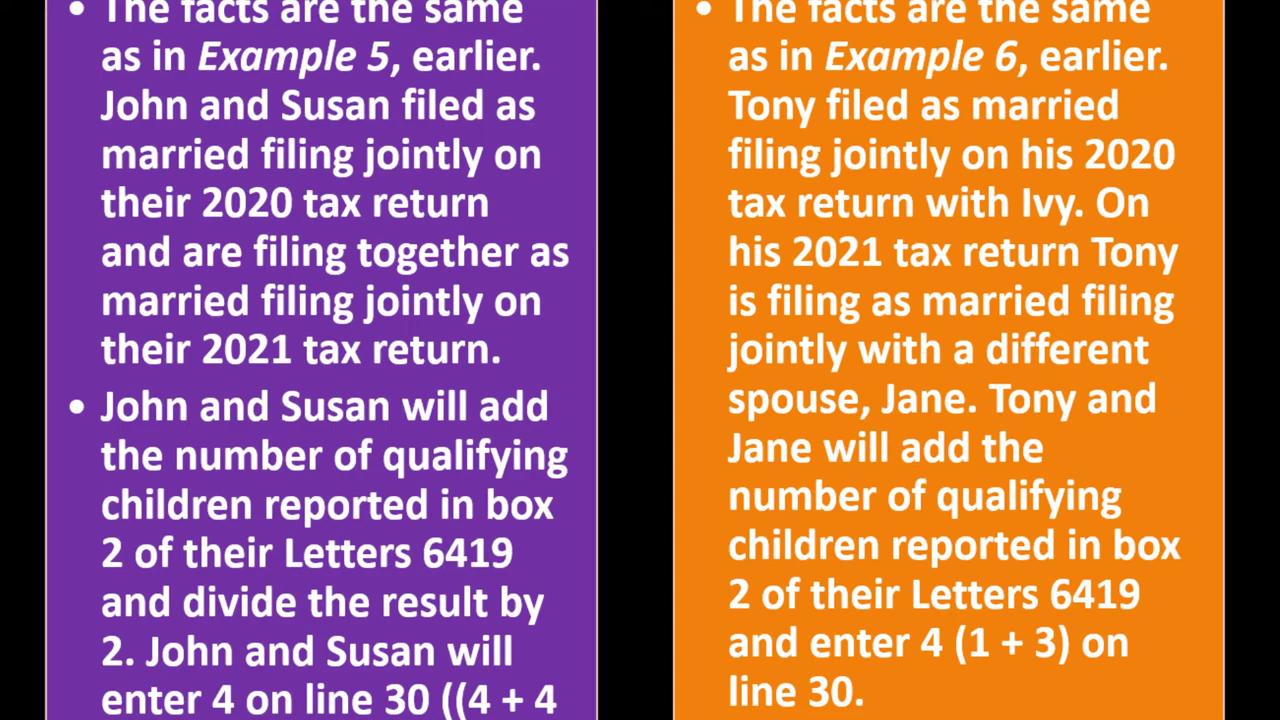 • The facts are the same
as in Example 5, earlier.
John and Susan filed as
married filing jointly on
their 2020 tax return
and are filing together as
married filing jointly on
their 2021 tax return.
• John and Susan will add
the number of qualifying
children reported in box
2 of their Letters 6419
and divide the result by
2. John and Susan will
enter 4 on line 30 ((4 + 4
• The facts are the same
as in Example 6, earlier.
Tony filed as married
filing jointly on his 2020
tax return with Ivy. On
his 2021 tax return Tony
is filing as married filing
jointly with a different
spouse, Jane. Tony and
Jane will add the
number of qualifying
children reported in box
2 of their Letters 6419
and enter 4 (1 + 3) on
line 30.